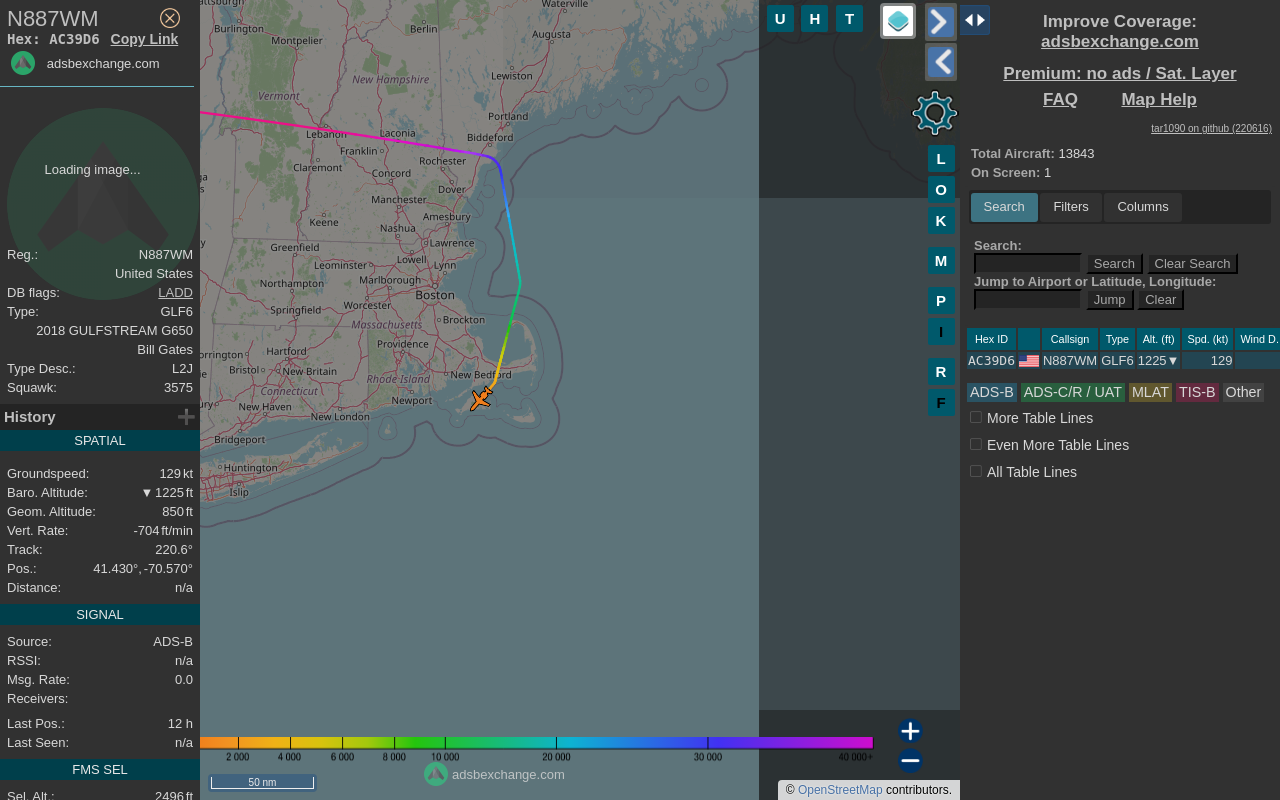 N887WM
Hex: AC39D6 Copy Link
adsbexchange.com
Loading image...
Reg.: N887WM
United States
DB flags: LADD
Type: GLF6
2018 GULFSTREAM G650
Bill Gates
Type Desc.: L2J
Squawk: 3575
History
SPATIAL
Groundspeed: 129 kt
Baro. Altitude: ▼ 1225 ft
Geom. Altitude: 850 ft
Vert. Rate: -704 ft/min
Track: 220.6°
Pos.: 41.430°, -70.570°
Distance: n/a
SIGNAL
Source: ADS-B
RSSI: n/a
Msg. Rate: 0.0
Receivers:
Last Pos.: 12 h
Last Seen: n/a
FMS SEL
Sel. Alt.: 2496 ft
Waterville
Burlington
Berlin
Montpelier
Augusta
Lewiston
New Hampshire
Vermont
Portland
Lebanon
Laconia
Biddeford
Franklin
Rochester
Claremont
Concord
Dover
Manchester
Amesbury
Keene
Nashua
Lawrence
Greenfield
Lowell
Leominster
Lynn
Northampton
Marlborough
Boston
Springfield
Worcester
Brockton
Massachusetts
Providence
Hartford
Bristol
New Britain
Rhode Island
New Bedford
Connecticut
Newport
New Haven
New London
Bridgeport
Huntington
Islip
U H T
L
O
K
M
P
I
R
F
2 000 4 000 6 000 8 000 10 000 20 000 30 000 40 000+
adsbexchange.com
50 nm
© OpenStreetMap contributors.
Improve Coverage:
adsbexchange.com
Premium: no ads / Sat. Layer
FAQ Map Help
tar1090 on github (220616)
Total Aircraft: 13843
On Screen: 1
Search Filters Columns
Search:
Search Clear Search
Jump to Airport or Latitude, Longitude:
Jump Clear
Hex ID Callsign Type Alt. (ft) Spd. (kt) Wind D.
AC39D6 N887WM GLF6 1225▼ 129
ADS-B ADS-C/R / UAT MLAT TIS-B Other
More Table Lines
Even More Table Lines
All Table Lines